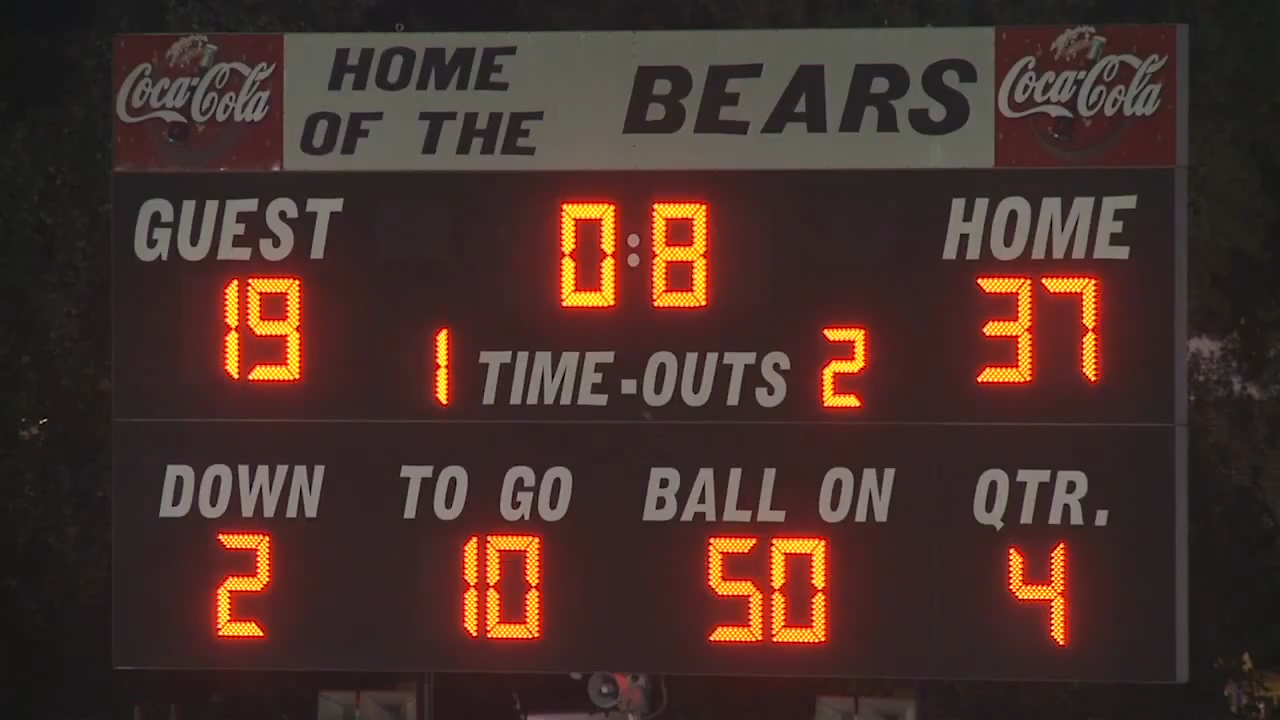 Coca-Cola
HOME
OF THE
BEARS
Coca-Cola
GUEST
0:8
HOME
19
37
1 TIME-OUTS 2
DOWN TO GO BALL ON QTR.
2 10 50 4